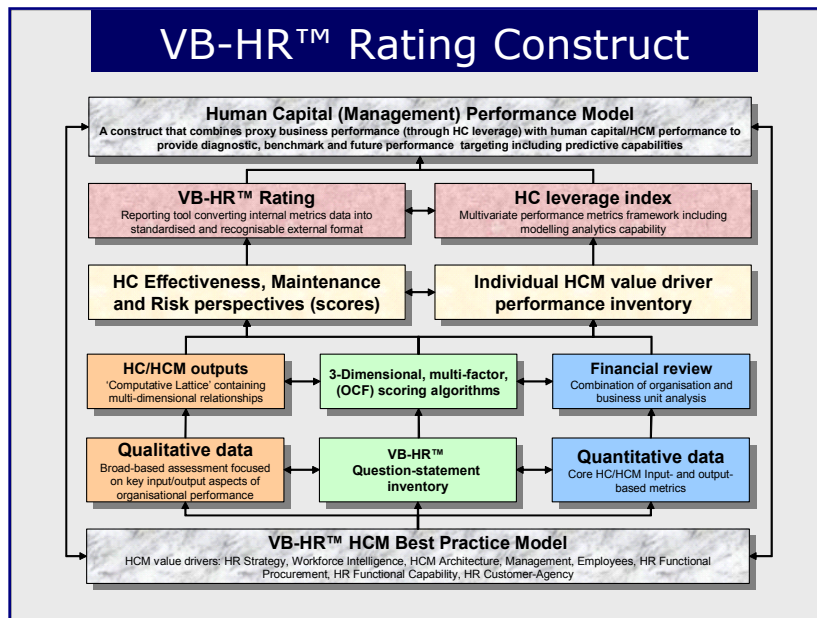 VB-HR™ Rating Construct
Human Capital (Management) Performance Model
A construct that combines proxy business performance (through HC leverage) with human capital/HCM performance to
provide diagnostic, benchmark and future performance targeting including predictive capabilities
VB-HR™ Rating
Reporting tool converting internal metrics data into
standardised and recognisable external format
HC leverage index
Multivariate performance metrics framework including
modelling analytics capability
HC Effectiveness, Maintenance
and Risk perspectives (scores)
Individual HCM value driver
performance inventory
HC/HCM outputs
'Computative Lattice' containing
multi-dimensional relationships
3-Dimensional, multi-factor,
(OCF) scoring algorithms
Financial review
Combination of organisation and
business unit analysis
Qualitative data
Broad-based assessment focused
on key input/output aspects of
organisational performance
VB-HR™
Question-statement
inventory
Quantitative data
Core HC/HCM Input- and output-
based metrics
VB-HR™ HCM Best Practice Model
HCM value drivers: HR Strategy, Workforce Intelligence, HCM Architecture, Management, Employees, HR Functional
Procurement, HR Functional Capability, HR Customer-Agency